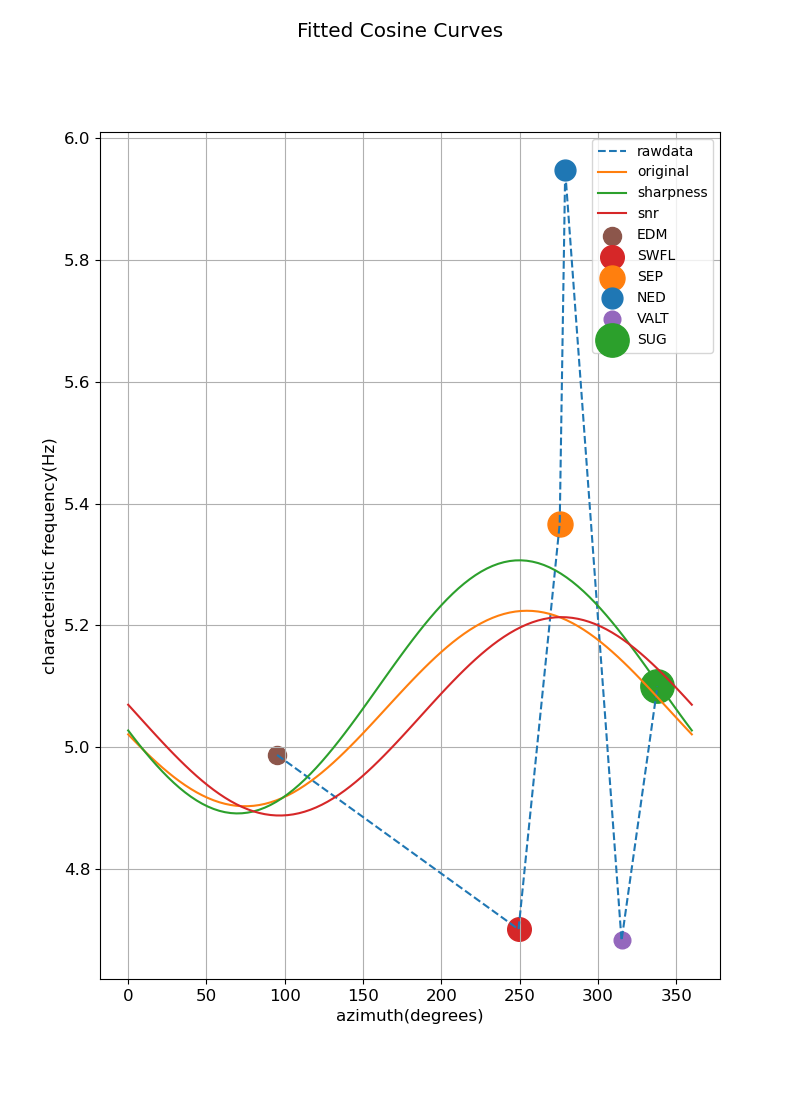 Fitted Cosine Curves
6.0
5.8
5.6
5.4
5.2
5.0
4.8
characteristic frequency(Hz)
rawdata
original
sharpness
snr
EDM
SWFL
SEP
NED
VALT
SUG
0 50 100 150 200 250 300 350
azimuth(degrees)